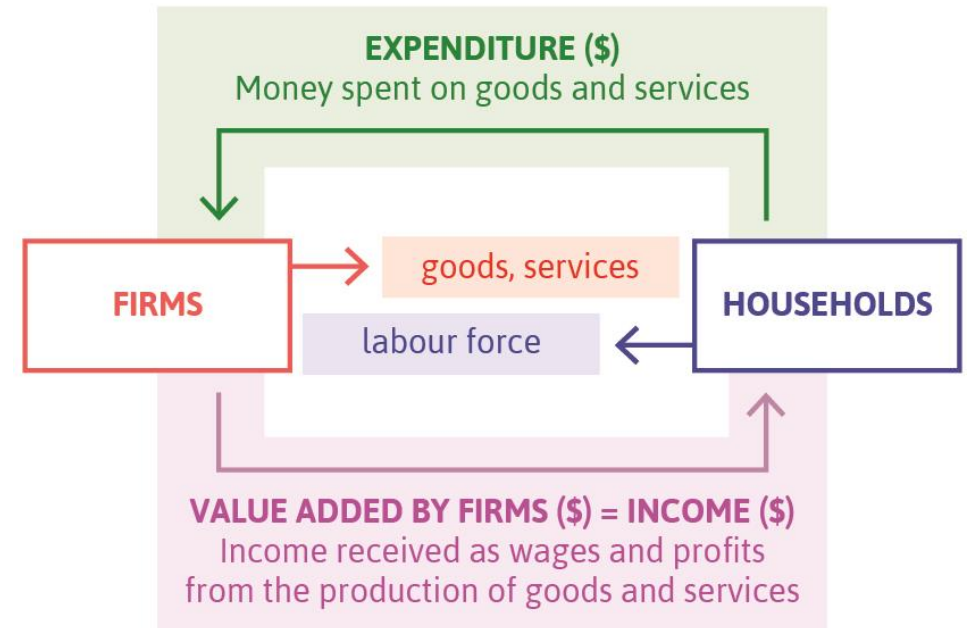 EXPENDITURE ($)
Money spent on goods and services
FIRMS
goods, services
labour force
HOUSEHOLDS
VALUE ADDED BY FIRMS ($) = INCOME ($)
Income received as wages and profits
from the production of goods and services